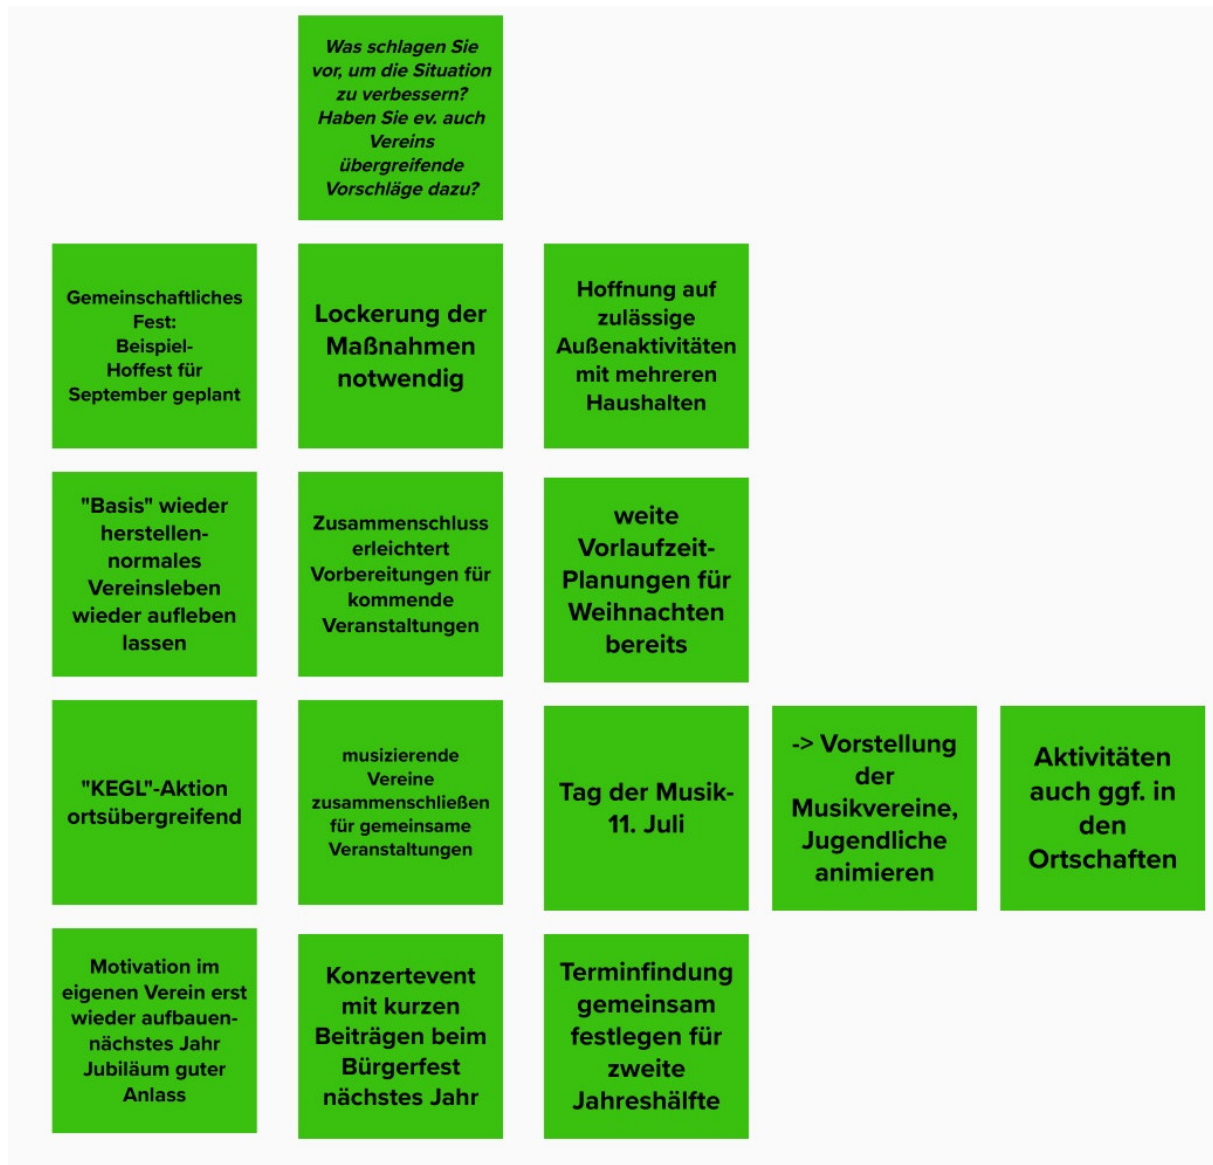 Was schlagen Sie
vor, um die Situation
zu verbessern?
Haben Sie ev. auch
Vereins
übergreifende
Vorschläge dazu?
Gemeinschaftliches
Fest:
Beispiel-
Hoffest für
September geplant
Lockerung der
Maßnahmen
notwendig
Hoffnung auf
zulässige
Außenaktivitäten
mit mehreren
Haushalten
"Basis" wieder
herstellen-
normales
Vereinsleben
wieder aufleben
lassen
Zusammenschluss
erleichtert
Vorbereitungen für
kommende
Veranstaltungen
weite
Vorlaufzeit-
Planungen für
Weihnachten
bereits
"KEGL"-Aktion
ortsübergreifend
musizierende
Vereine
zusammenschließen
für gemeinsame
Veranstaltungen
Tag der Musik-
11. Juli
-> Vorstellung
der
Musikvereine,
Jugendliche
animieren
Aktivitäten
auch ggf. in
den
Ortschaften
Motivation im
eigenen Verein erst
wieder aufbauen-
nächstes Jahr
Jubiläum guter
Anlass
Konzertevent
mit kurzen
Beiträgen beim
Bürgerfest
nächstes Jahr
Terminfindung
gemeinsam
festlegen für
zweite
Jahreshälfte